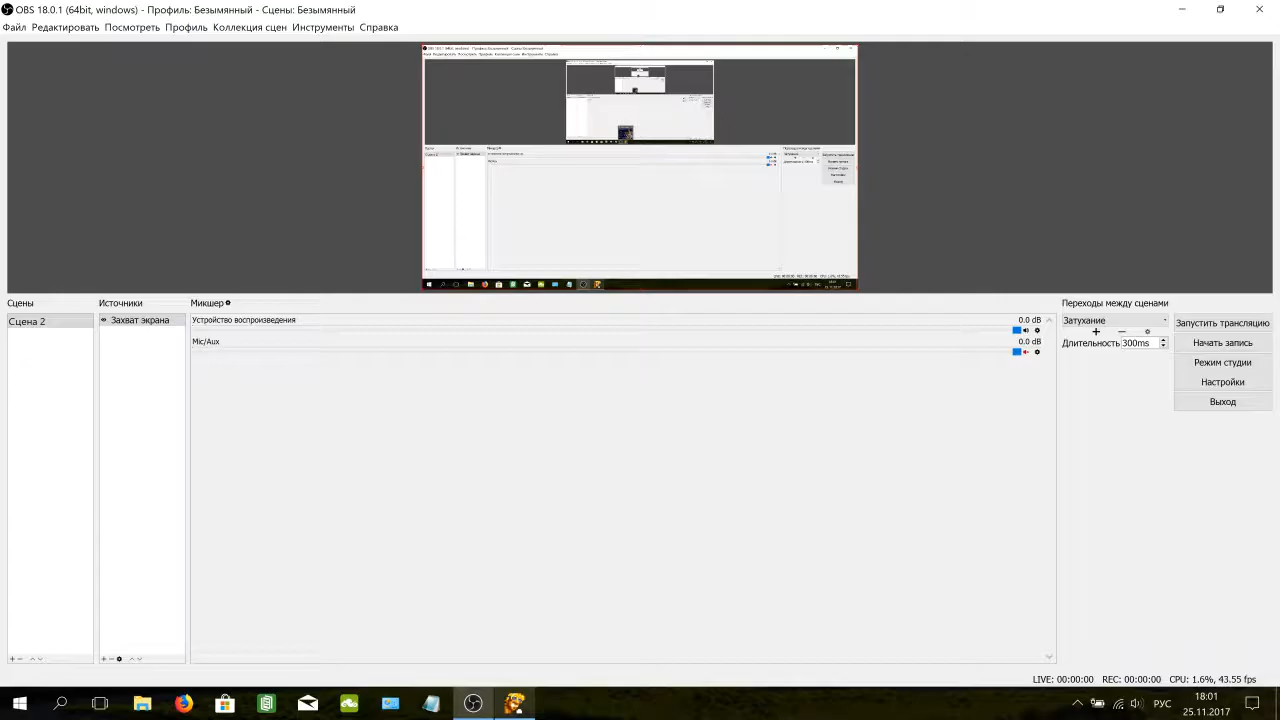 OBS 18.0.1 (64bit, windows) - Профиль: Безымянный - Сцены: Безымянный
Файл Редактировать Посмотреть Профиль Коллекция сцен Инструменты Справка
Сцены
Источники
Микшер
Переходы между сценами
Сцена 2
Захват экрана
Устройство воспроизведения
0.0 dB
Затухание
Запустить трансляцию
Mic/Aux
0.0 dB
Длительность 300ms
Начать запись
Режим студии
Настройки
Выход
LIVE: 00:00:00 REC: 00:00:00 CPU: 1.6%, 43.55 fps
РУС
18:01
25.11.2017